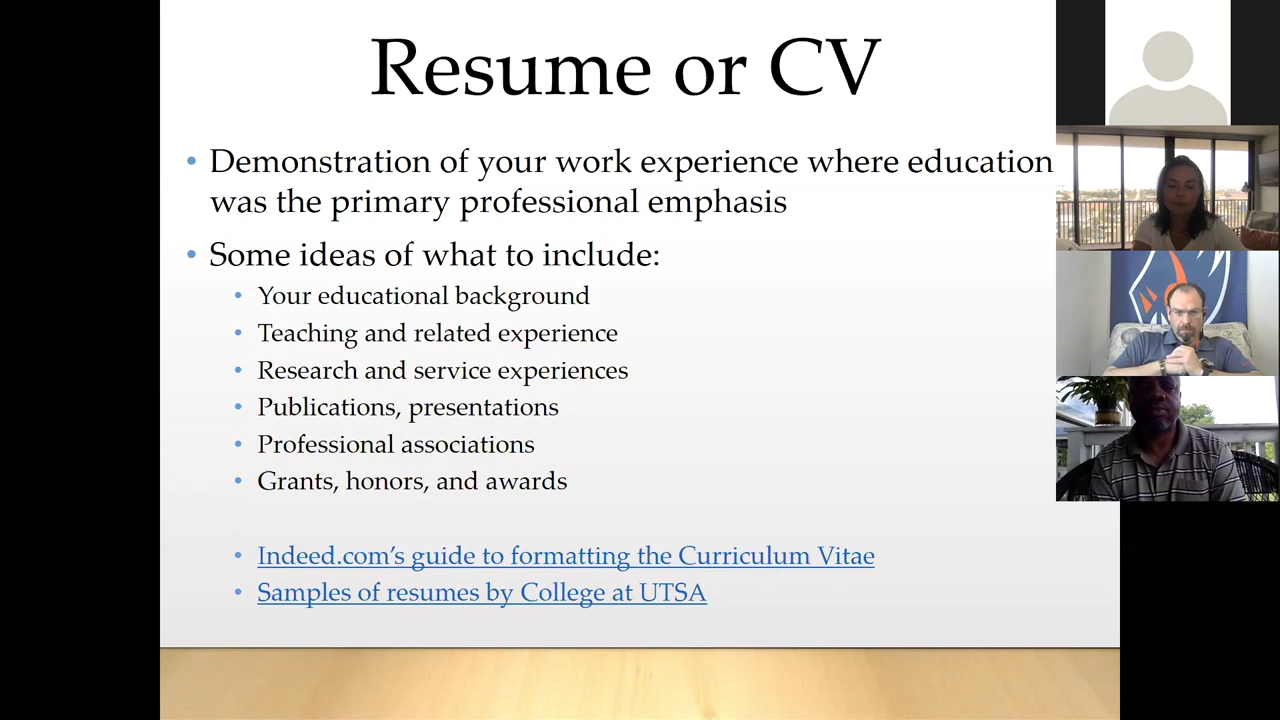 Resume or CV
• Demonstration of your work experience where education
was the primary professional emphasis
• Some ideas of what to include:
• Your educational background
• Teaching and related experience
• Research and service experiences
• Publications, presentations
• Professional associations
• Grants, honors, and awards
• Indeed.com’s guide to formatting the Curriculum Vitae
• Samples of resumes by College at UTSA